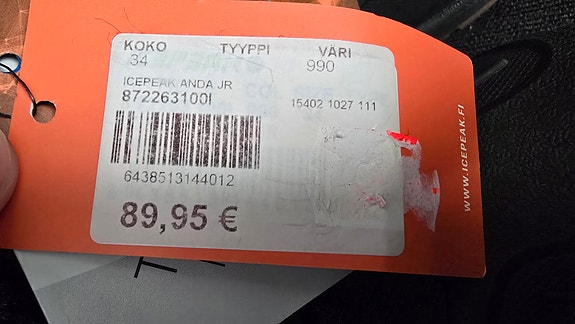 KOKO TYYPPI VÄRI
34 990
ICEPEAK ANDA JR
872263100I 15402 1027 111
6438513144012
89,95 €
WWW.ICEPEAK.FI